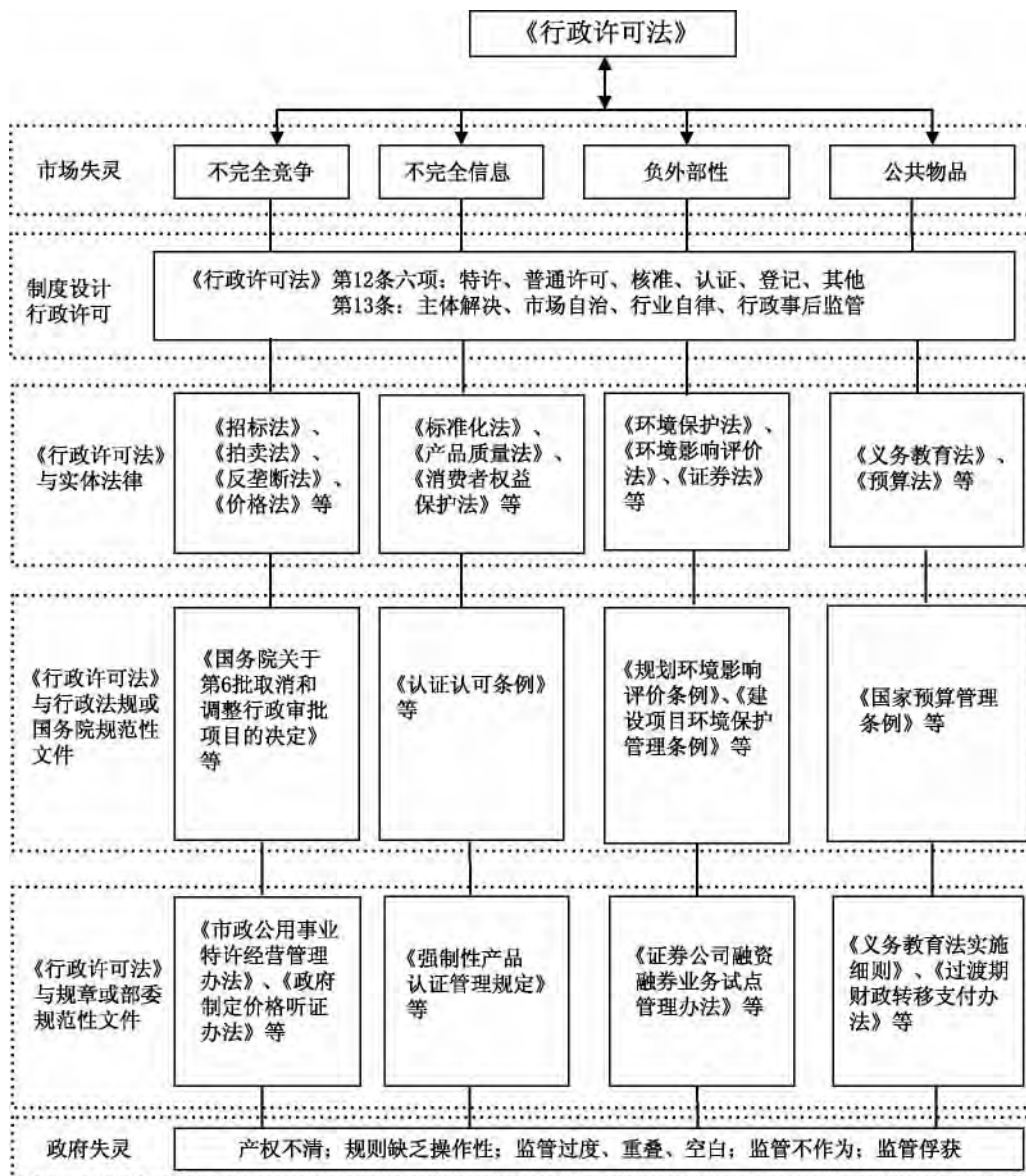 《行政许可法》
市场失灵
不完全竞争
不完全信息
负外部性
公共物品
制度设计
行政许可
《行政许可法》第12条六项：特许、普通许可、核准、认证、登记、其他
第13条：主体解决、市场自治、行业自律、行政事后监管
《行政许可法》
与实体法律
《招标法》、
《拍卖法》、
《反垄断法》、
《价格法》等
《标准化法》、
《产品质量法》、
《消费者权益
保护法》等
《环境保护法》、
《环境影响评价
法》、《证券法》
等
《义务教育法》、
《预算法》等
《行政许可法》
与行政法规或
国务院规范性
文件
《国务院关于
第6批取消和
调整行政审批
项目的决定》
等
《认证认可条例》
等
《规划环境影响
评价条例》、《建
设项目环境保护
管理条例》等
《国家预算管理
条例》等
《行政许可法》
与规章或部委
规范性文件
《市政公用事业
特许经营管理
办法》、《政府
制定价格听证
办法》等
《强制性产品
认证管理规定》
等
《证券公司融资
融券业务试点
管理办法》等
《义务教育法实施
细则》、《过渡期
财政转移支付办
法》等
政府失灵
产权不清；规则缺乏操作性；监管过度、重叠、空白；监管不作为；监管俘获